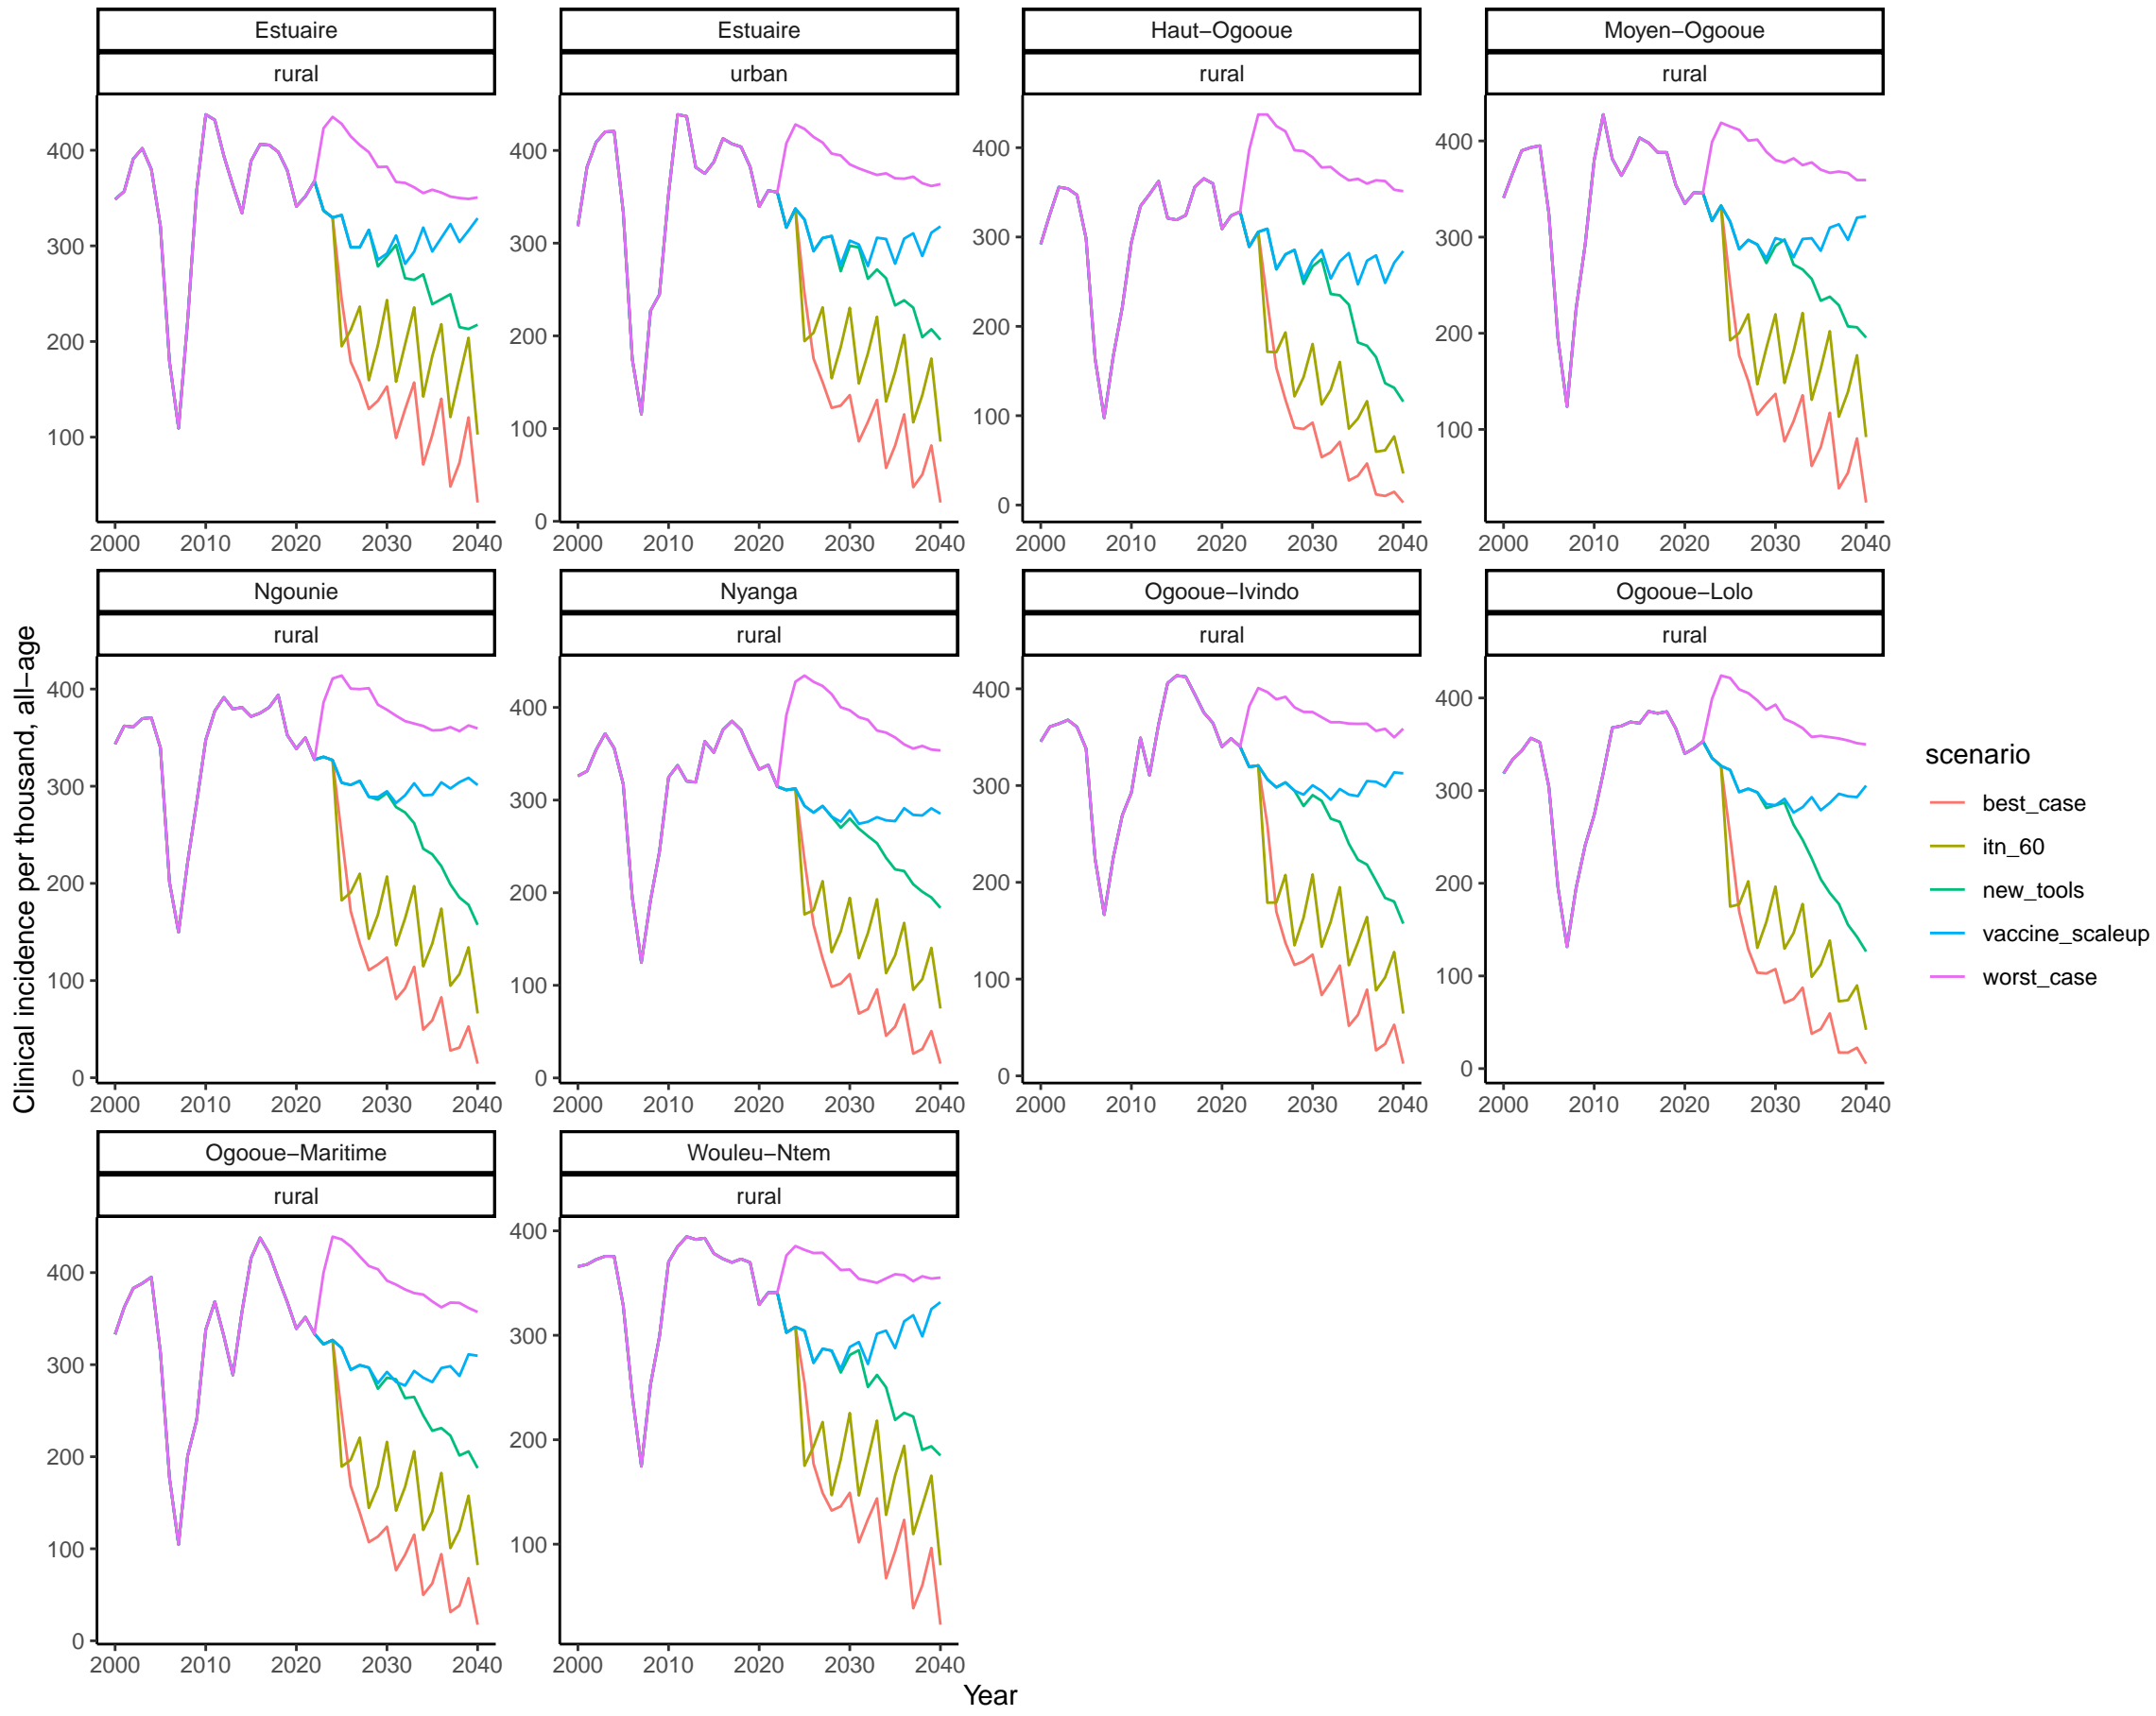 Estuaire
rural
Estuaire
urban
Haut−Ogooue
rural
Moyen−Ogooue
rural
400
300
200
100
2000 2010 2020 2030 2040
400
300
200
100
0
2000 2010 2020 2030 2040
400
300
200
100
0
2000 2010 2020 2030 2040
400
300
200
100
2000 2010 2020 2030 2040
Ngounie
rural
Nyanga
rural
Ogooue−Ivindo
rural
Ogooue−Lolo
rural
400
300
200
100
0
2000 2010 2020 2030 2040
400
300
200
100
0
2000 2010 2020 2030 2040
400
300
200
100
0
2000 2010 2020 2030 2040
400
300
200
100
0
2000 2010 2020 2030 2040
Ogooue−Maritime
rural
Wouleu−Ntem
rural
400
300
200
100
0
2000 2010 2020 2030 2040
400
300
200
100
2000 2010 2020 2030 2040
Year
Clinical incidence per thousand, all−age
scenario
best_case
itn_60
new_tools
vaccine_scaleup
worst_case